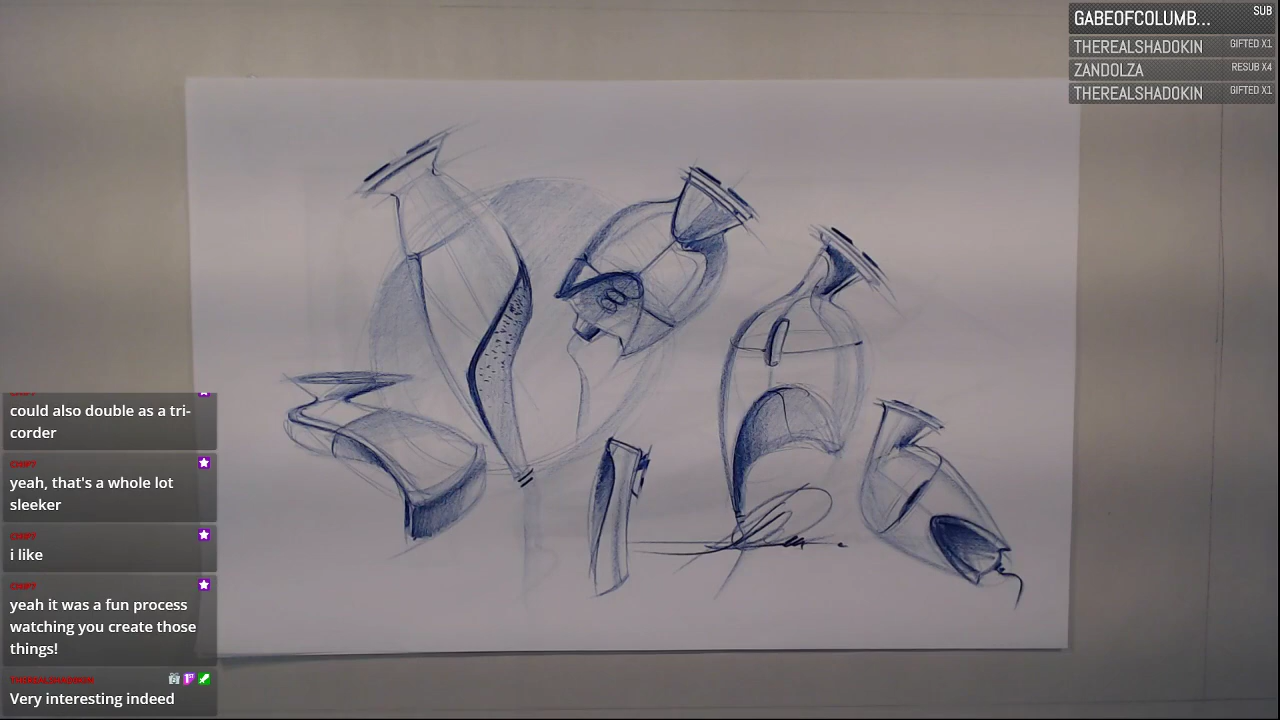 GABEOFCOLUMB... SUB
THEREALSHADOKIN GIFTED X1
ZANDOLZA RESUB X4
THEREALSHADOKIN GIFTED X1
could also double as a tri-
corder
yeah, that's a whole lot
sleeker
i like
yeah it was a fun process
watching you create those
things!
THEREALSHADOKIN
Very interesting indeed